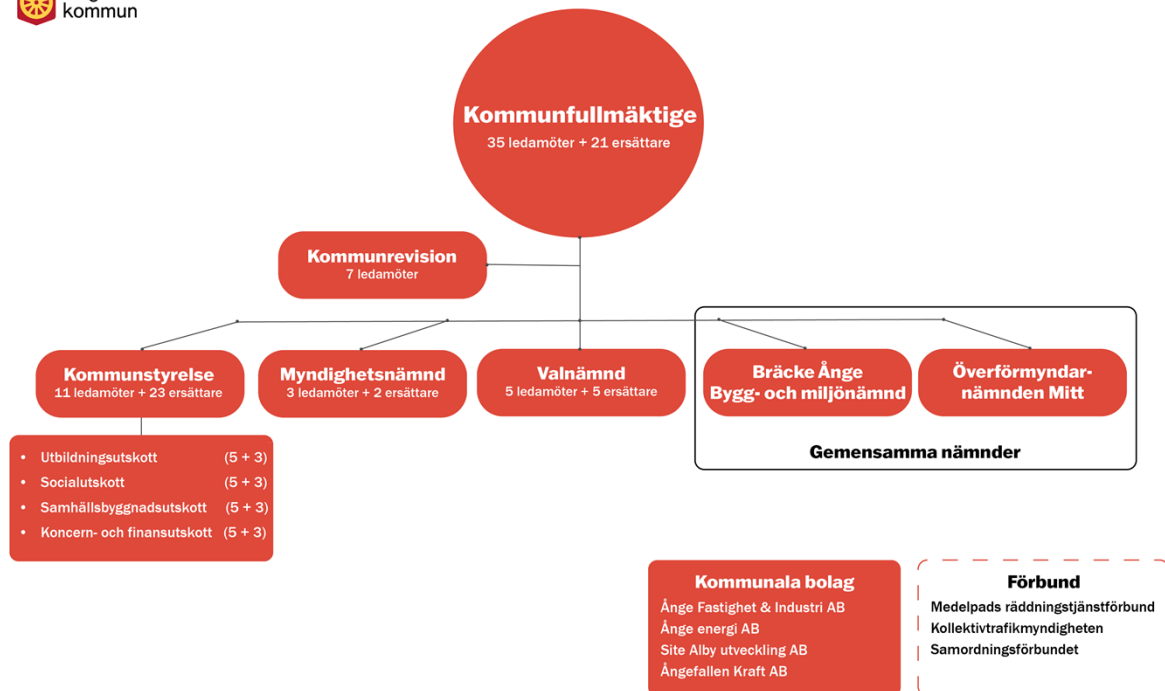 kommun
Kommunfullmäktige
35 ledamöter + 21 ersättare
Kommunrevision
7 ledamöter
Kommunstyrelse
11 ledamöter + 23 ersättare
Myndighetsnämnd
3 ledamöter + 2 ersättare
Valnämnd
5 ledamöter + 5 ersättare
Bräcke Ånge
Bygg- och miljönämnd
Överförmyndar-
nämnden Mitt
Gemensamma nämnder
• Utbildningsutskott (5 + 3)
• Socialutskott (5 + 3)
• Samhällsbyggnadsutskott (5 + 3)
• Koncern- och finansutskott (5 + 3)
Kommunala bolag
Ånge Fastighet & Industri AB
Ånge energi AB
Site Alby utveckling AB
Ångefallen Kraft AB
Förbund
Medelpads räddningstjänstförbund
Kollektivtrafikmyndigheten
Samordningsförbundet